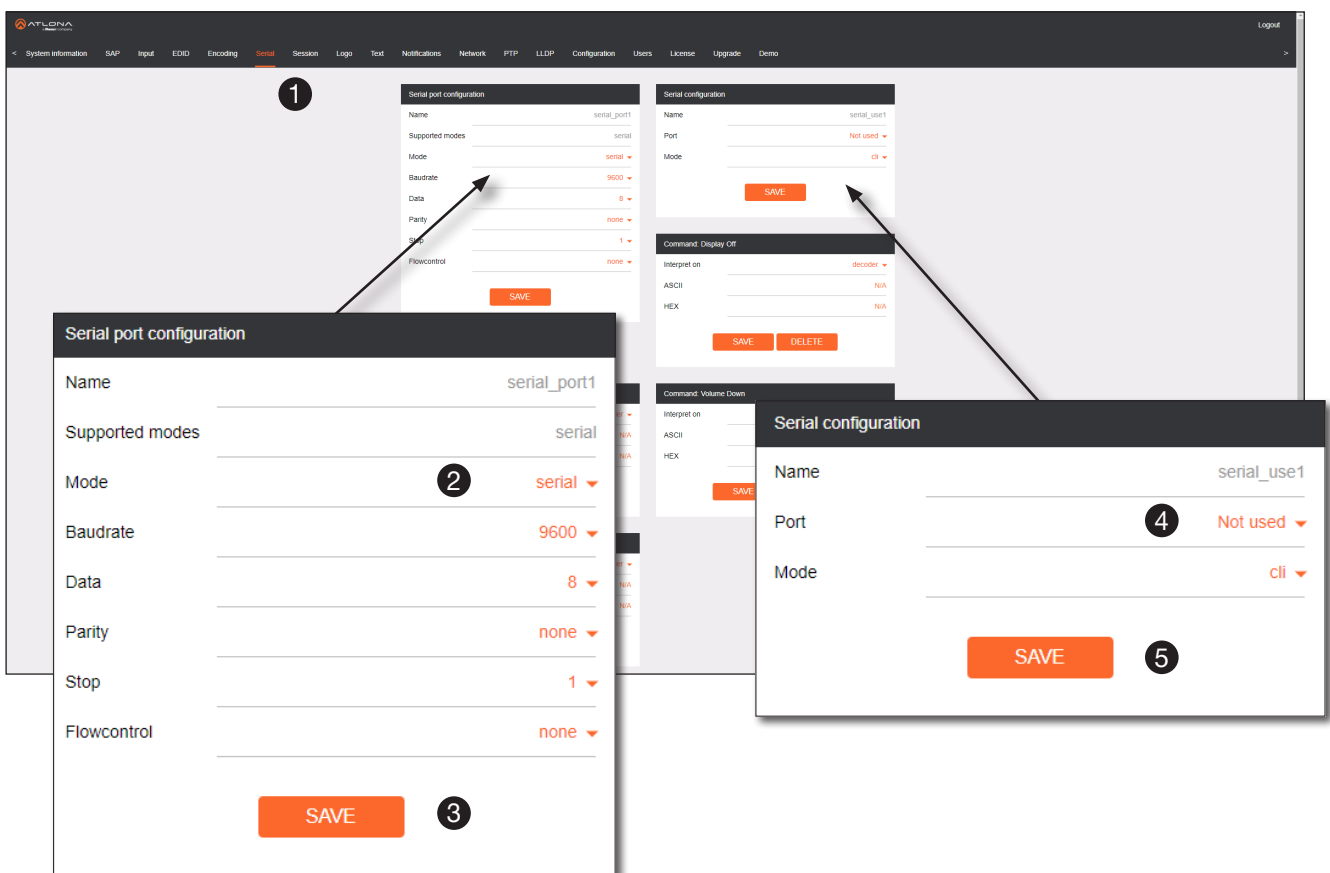 ATLONA
Logout
< System information SAP Input EDID Encoding Serial Session Logo Text Notifications Network PTP LLDP Configuration Users License Upgrade Demo >
1
Serial port configuration
Name serial_port1
Supported modes serial
Mode serial
Baudrate 9600
Data 8
Parity none
Stop 1
Flowcontrol none
SAVE
Serial configuration
Name serial_use1
Port Not used
Mode cli
SAVE
Command: Display Off
Interpret on decoder
ASCII N/A
HEX N/A
SAVE DELETE
N/A
N/A
Command: Volume Down
Interpret on
ASCII
HEX
SAVE
N/A
N/A
Serial port configuration
Name serial_port1
Supported modes serial
Mode 2 serial
Baudrate 9600
Data 8
Parity none
Stop 1
Flowcontrol none
SAVE 3
Serial configuration
Name serial_use1
Port 4 Not used
Mode cli
SAVE 5